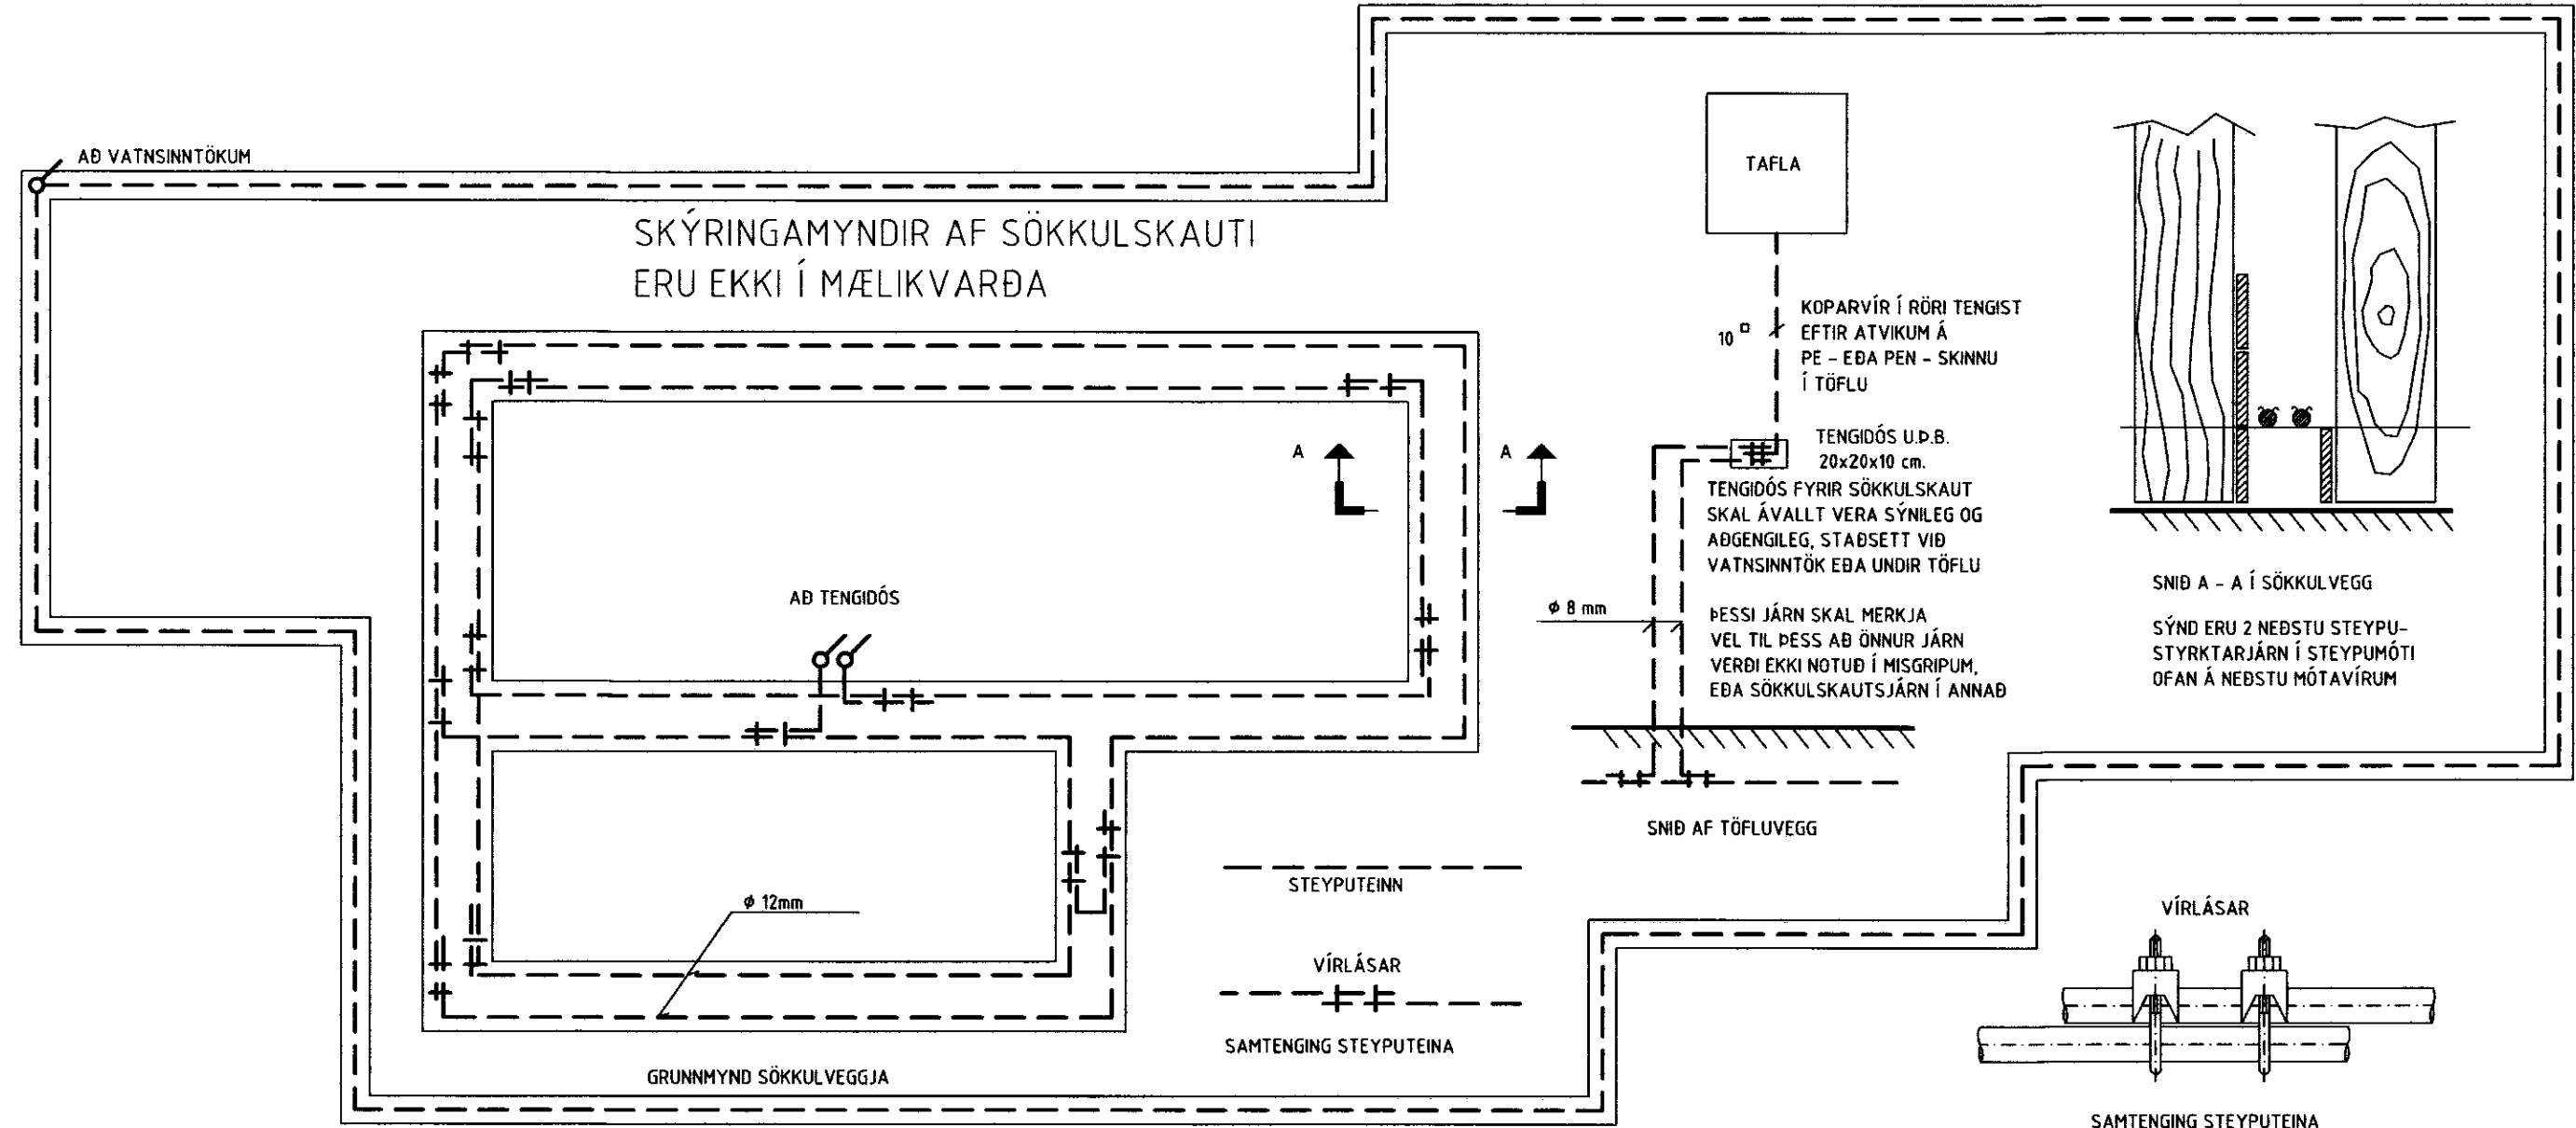 AÐ VATNSINNTÖKUM
SKÝRINGAMYNDIR AF SÖKKULSKAUTI
ERU EKKI Í MÆLIKVARÐA
TAFLA
10 □
KOPARVÍR Í RÖRI TENGIST
EFTIR ATVIKUM Á
PE - EÐA PEN - SKINNU
Í TÖFLU
A
A
TENGIDÓS U.Þ.B.
20x20x10 cm.
TENGIDÓS FYRIR SÖKKULSKAUT
SKAL ÁVALLT VERA SÝNILEG OG
AÐGENGILEG, STAÐSETT VIÐ
VATNSINNTÖK EÐA UNDIR TÖFLU
ø 8 mm
ÞESSI JÁRN SKAL MERKJA
VEL TIL ÞESS AÐ ÖNNUR JÁRN
VERÐI EKKI NOTUÐ Í MISGRIPUM,
EÐA SÖKKULSKAUTSJÁRN Í ANNAÐ
SNIÐ AF TÖFLUVEGG
SNIÐ A - A Í SÖKKULVEGG
SÝND ERU 2 NEÐSTU STEYPU-
STYRKTARJÁRN Í STEYPUMÓTI
OFAN Á NEÐSTU MÓTAVÍRUM
AÐ TENGIDÓS
ø 12mm
STEYPUTEINN
VÍRLÁSAR
SAMTENGING STEYPUTEINA
GRUNNMYND SÖKKULVEGGJA
VÍRLÁSAR
SAMTENGING STEYPUTEINA